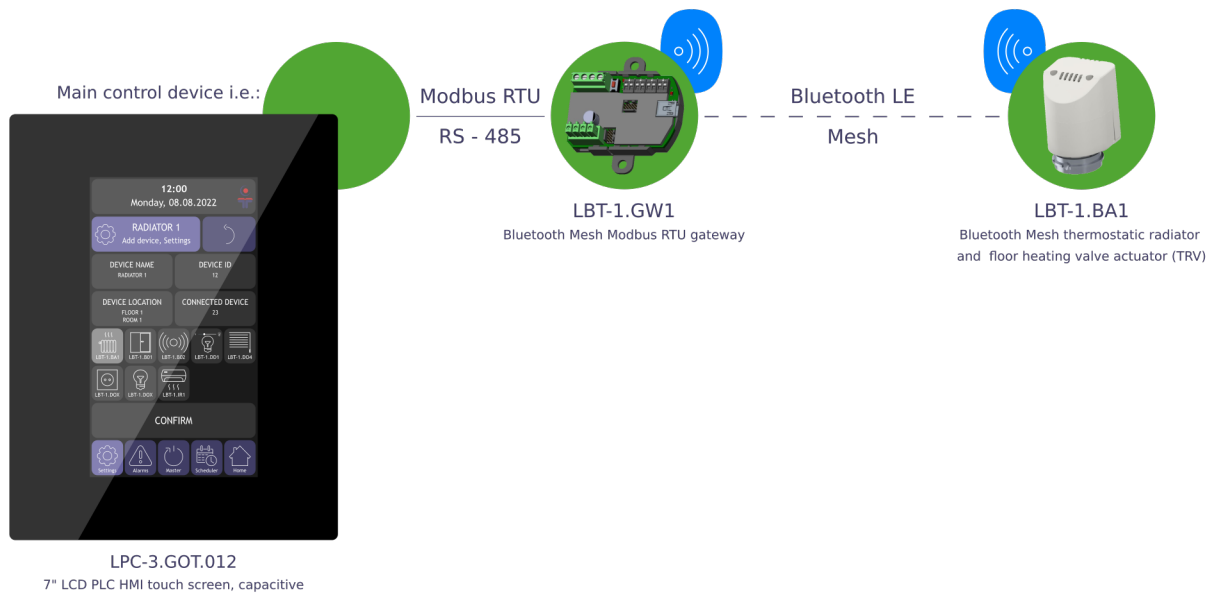 Main control device i.e.:
Modbus RTU
RS - 485
Bluetooth LE
Mesh
LBT-1.GW1
Bluetooth Mesh Modbus RTU gateway
LBT-1.BA1
Bluetooth Mesh thermostatic radiator
and floor heating valve actuator (TRV)
12:00
Monday, 08.08.2022
RADIATOR 1
Add device, Settings
DEVICE NAME
RADIATOR 1
DEVICE ID
12
DEVICE LOCATION
FLOOR 1
ROOM 1
CONNECTED DEVICE
23
LBT-1.BA1 LBT-1.B01 LBT-1.B02 LBT-1.DO1 LBT-1.DO4
LBT-1.DOX LBT-1.DOX LBT-1.IR1
CONFIRM
Settings Alarms Master Scheduler Home
LPC-3.GOT.012
7" LCD PLC HMI touch screen, capacitive